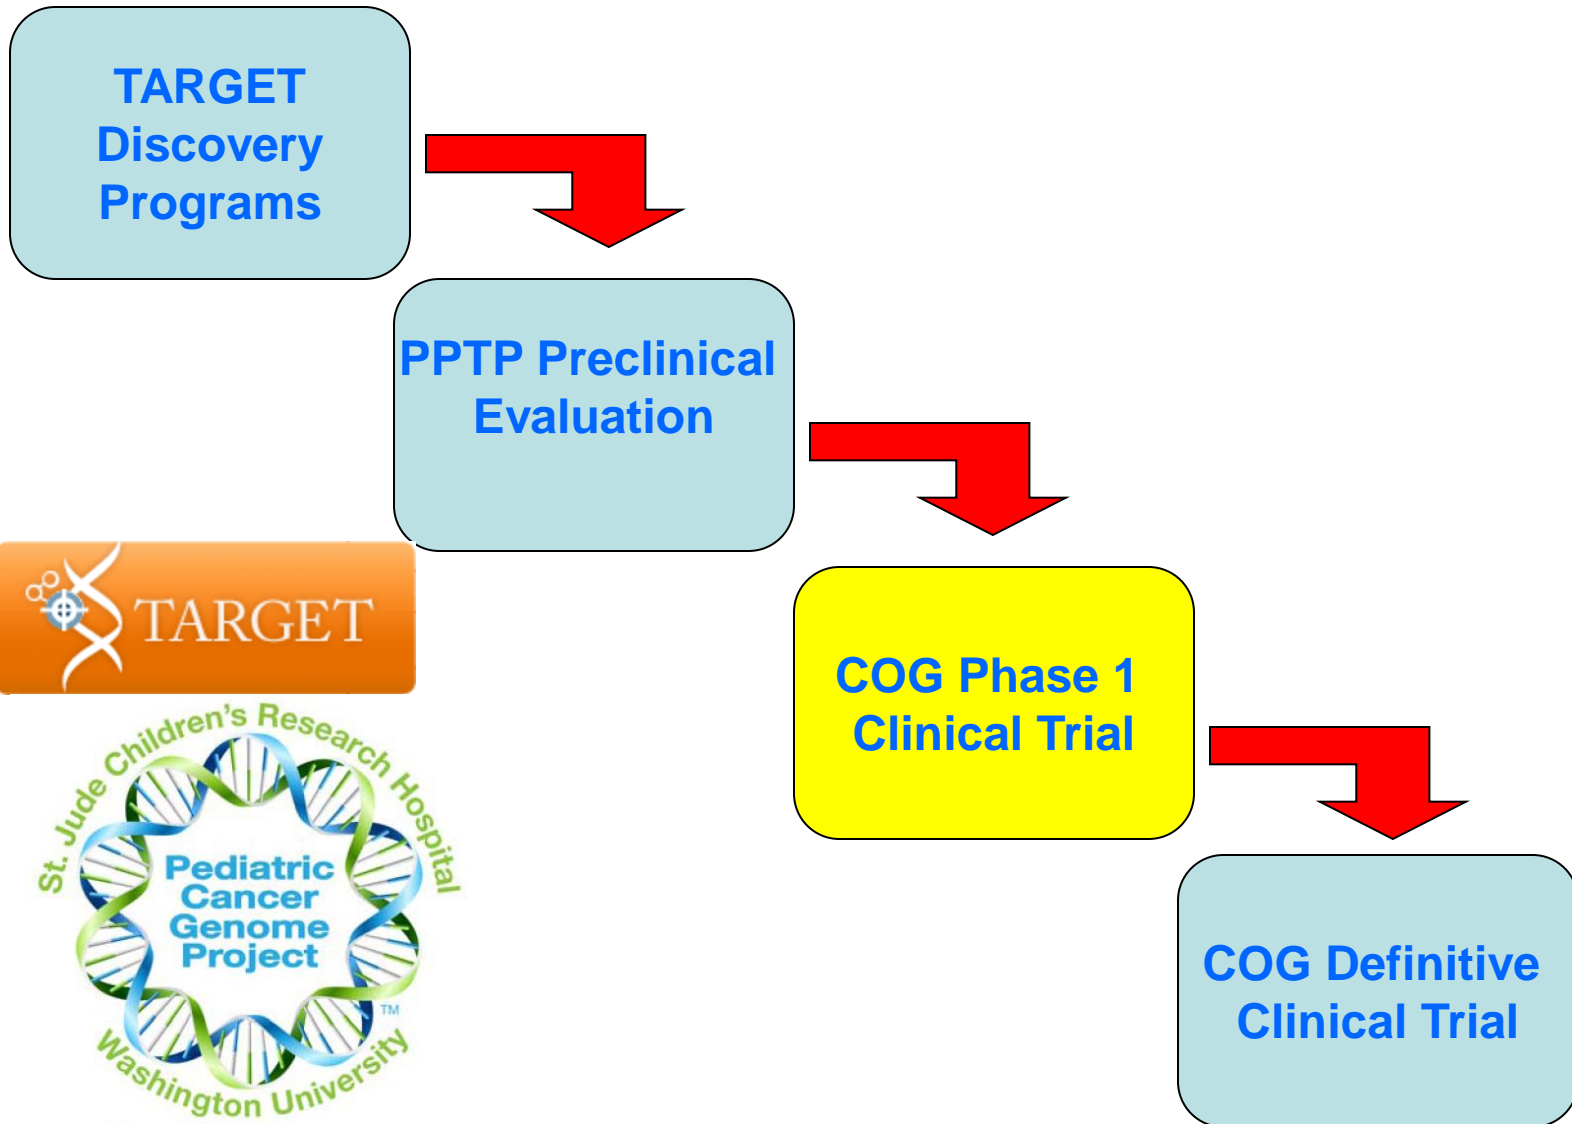 TARGET
Discovery
Programs
PPTP Preclinical
Evaluation
COG Phase 1
Clinical Trial
COG Definitive
Clinical Trial
TARGET
St. Jude Children's Research Hospital
Pediatric
Cancer
Genome
Project
TM
Washington University